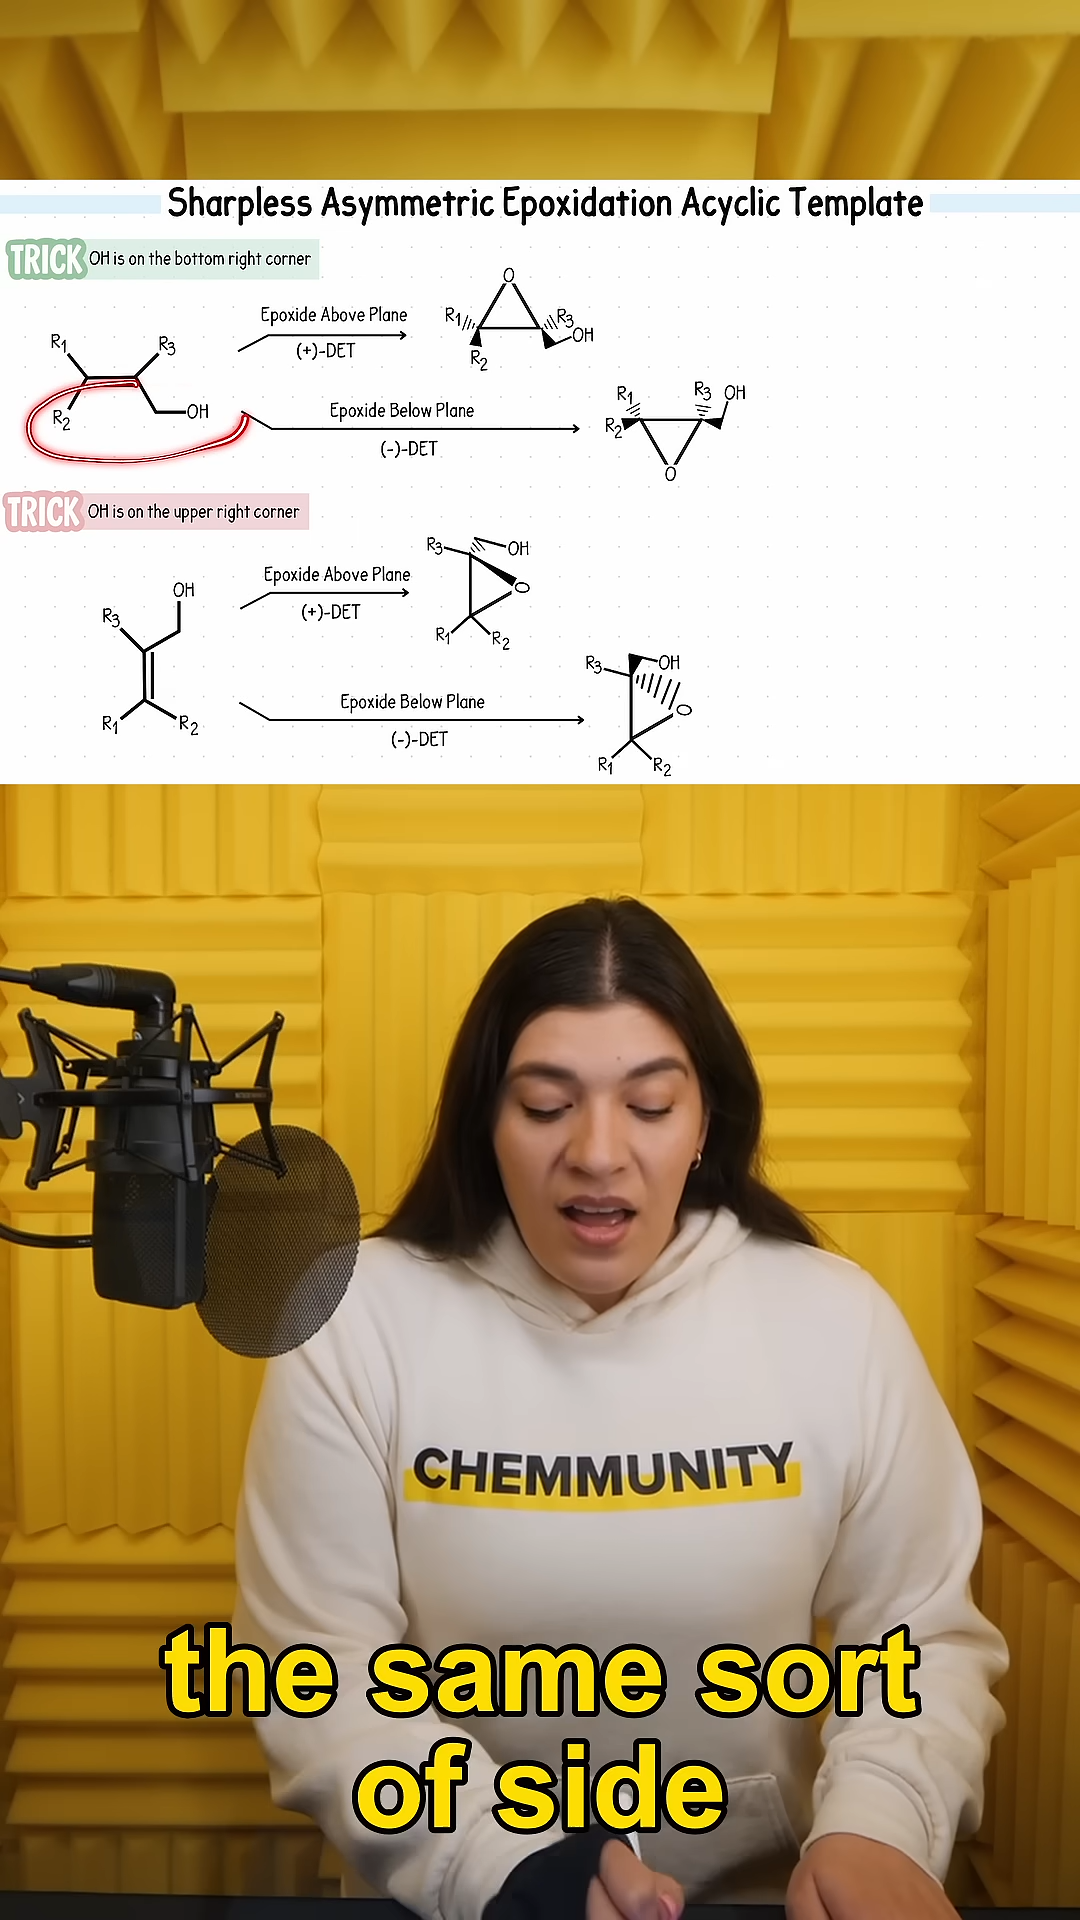 Sharpless Asymmetric Epoxidation Acyclic Template
TRICK OH is on the bottom right corner
R1
R3
R2
OH
Epoxide Above Plane
(+)-DET
O
R1
R3
OH
R2
Epoxide Below Plane
(-)-DET
R1
R3
OH
R2
O
TRICK OH is on the upper right corner
OH
R3
R1
R2
Epoxide Above Plane
(+)-DET
R3
OH
O
R1
R2
Epoxide Below Plane
(-)-DET
R3
OH
O
R1
R2
CHEMMUNITY
the same sort
of side